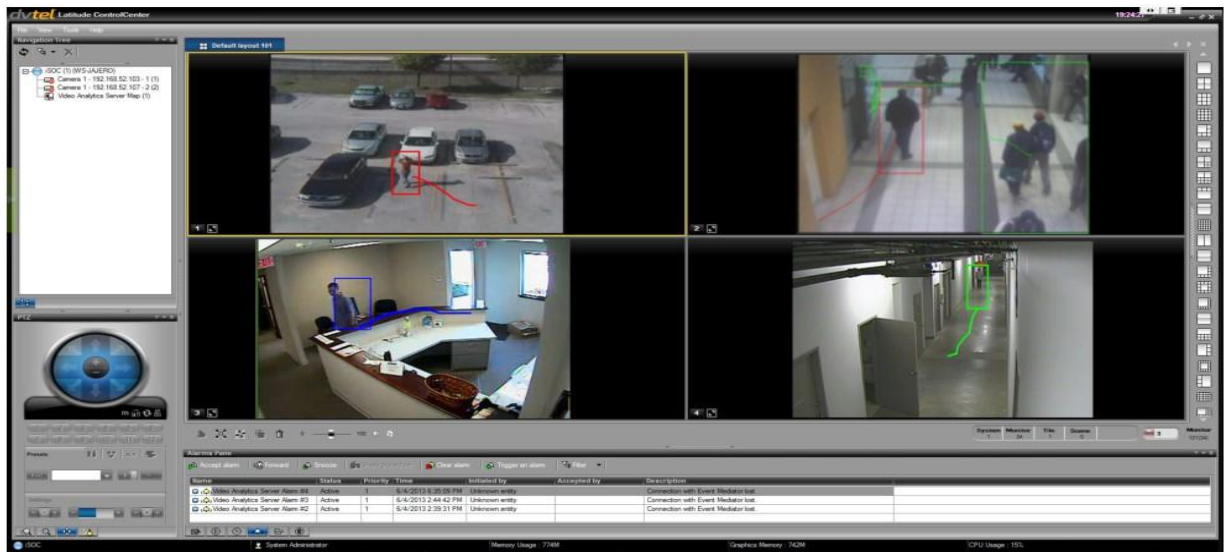 dvtel Latitude ControlCenter
19:24:27
File View Tools Help
Navigation Tree
Default layout 101
iSOC (1) (WS-JAJERO)
Camera 1 - 192.168.52.103 - 1 (1)
Camera 1 - 192.168.52.107 - 2 (2)
Video Analytics Server Map (1)
1
2
3
4
PTZ
Presets
Settings
System Monitor Tile Scene
Monitor
Alarms Pane
Accept alarm Forward Snooze Clear alarm Trigger an alarm Filter
Name Status Priority Time Initiated by Accepted by Description
Video Analytics Server Alarm #4 Active 1 6/4/2013 6:35:09 PM Unknown entity Connection with Event Mediator lost.
Video Analytics Server Alarm #3 Active 1 6/4/2013 2:44:42 PM Unknown entity Connection with Event Mediator lost.
Video Analytics Server Alarm #2 Active 1 6/4/2013 2:39:31 PM Unknown entity Connection with Event Mediator lost.
iSOC System Administrator Memory Usage : 774M Graphics Memory : 742M CPU Usage : 15%